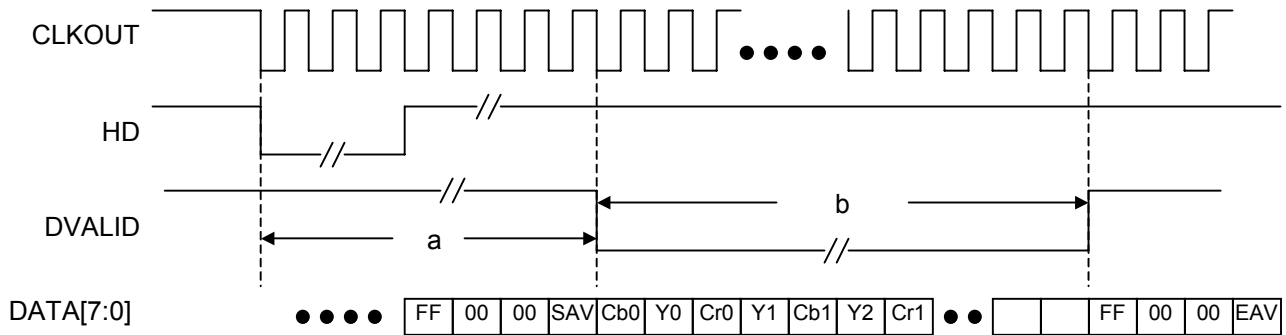 CLKOUT
HD
DVALID
a
b
DATA[7:0]
FF 00 00 SAV Cb0 Y0 Cr0 Y1 Cb1 Y2 Cr1 FF 00 00 EAV